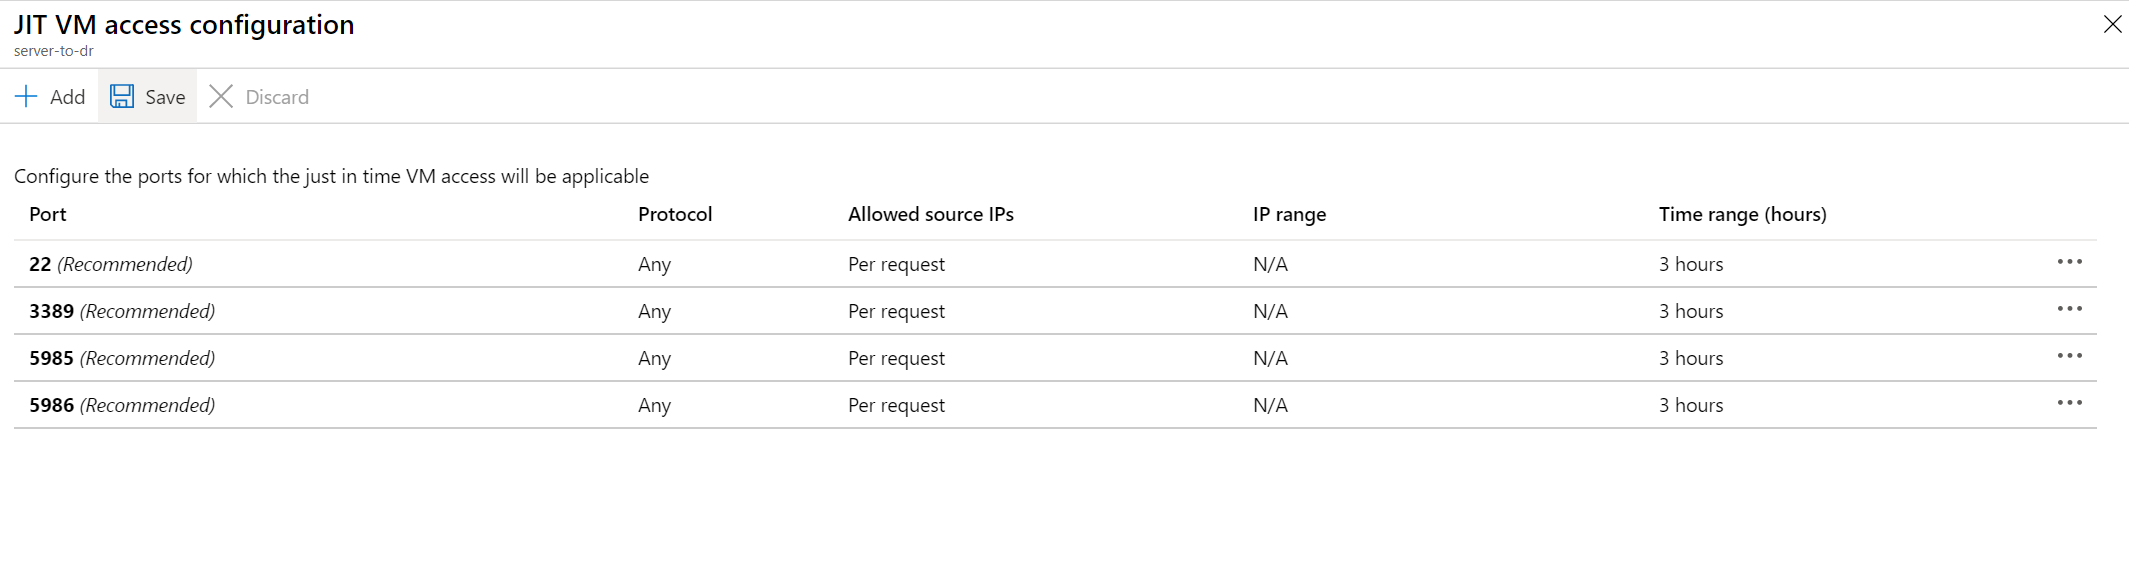 JIT VM access configuration
server-to-dr
Add Save Discard
Configure the ports for which the just in time VM access will be applicable
Port Protocol Allowed source IPs IP range Time range (hours)
22 (Recommended) Any Per request N/A 3 hours
3389 (Recommended) Any Per request N/A 3 hours
5985 (Recommended) Any Per request N/A 3 hours
5986 (Recommended) Any Per request N/A 3 hours